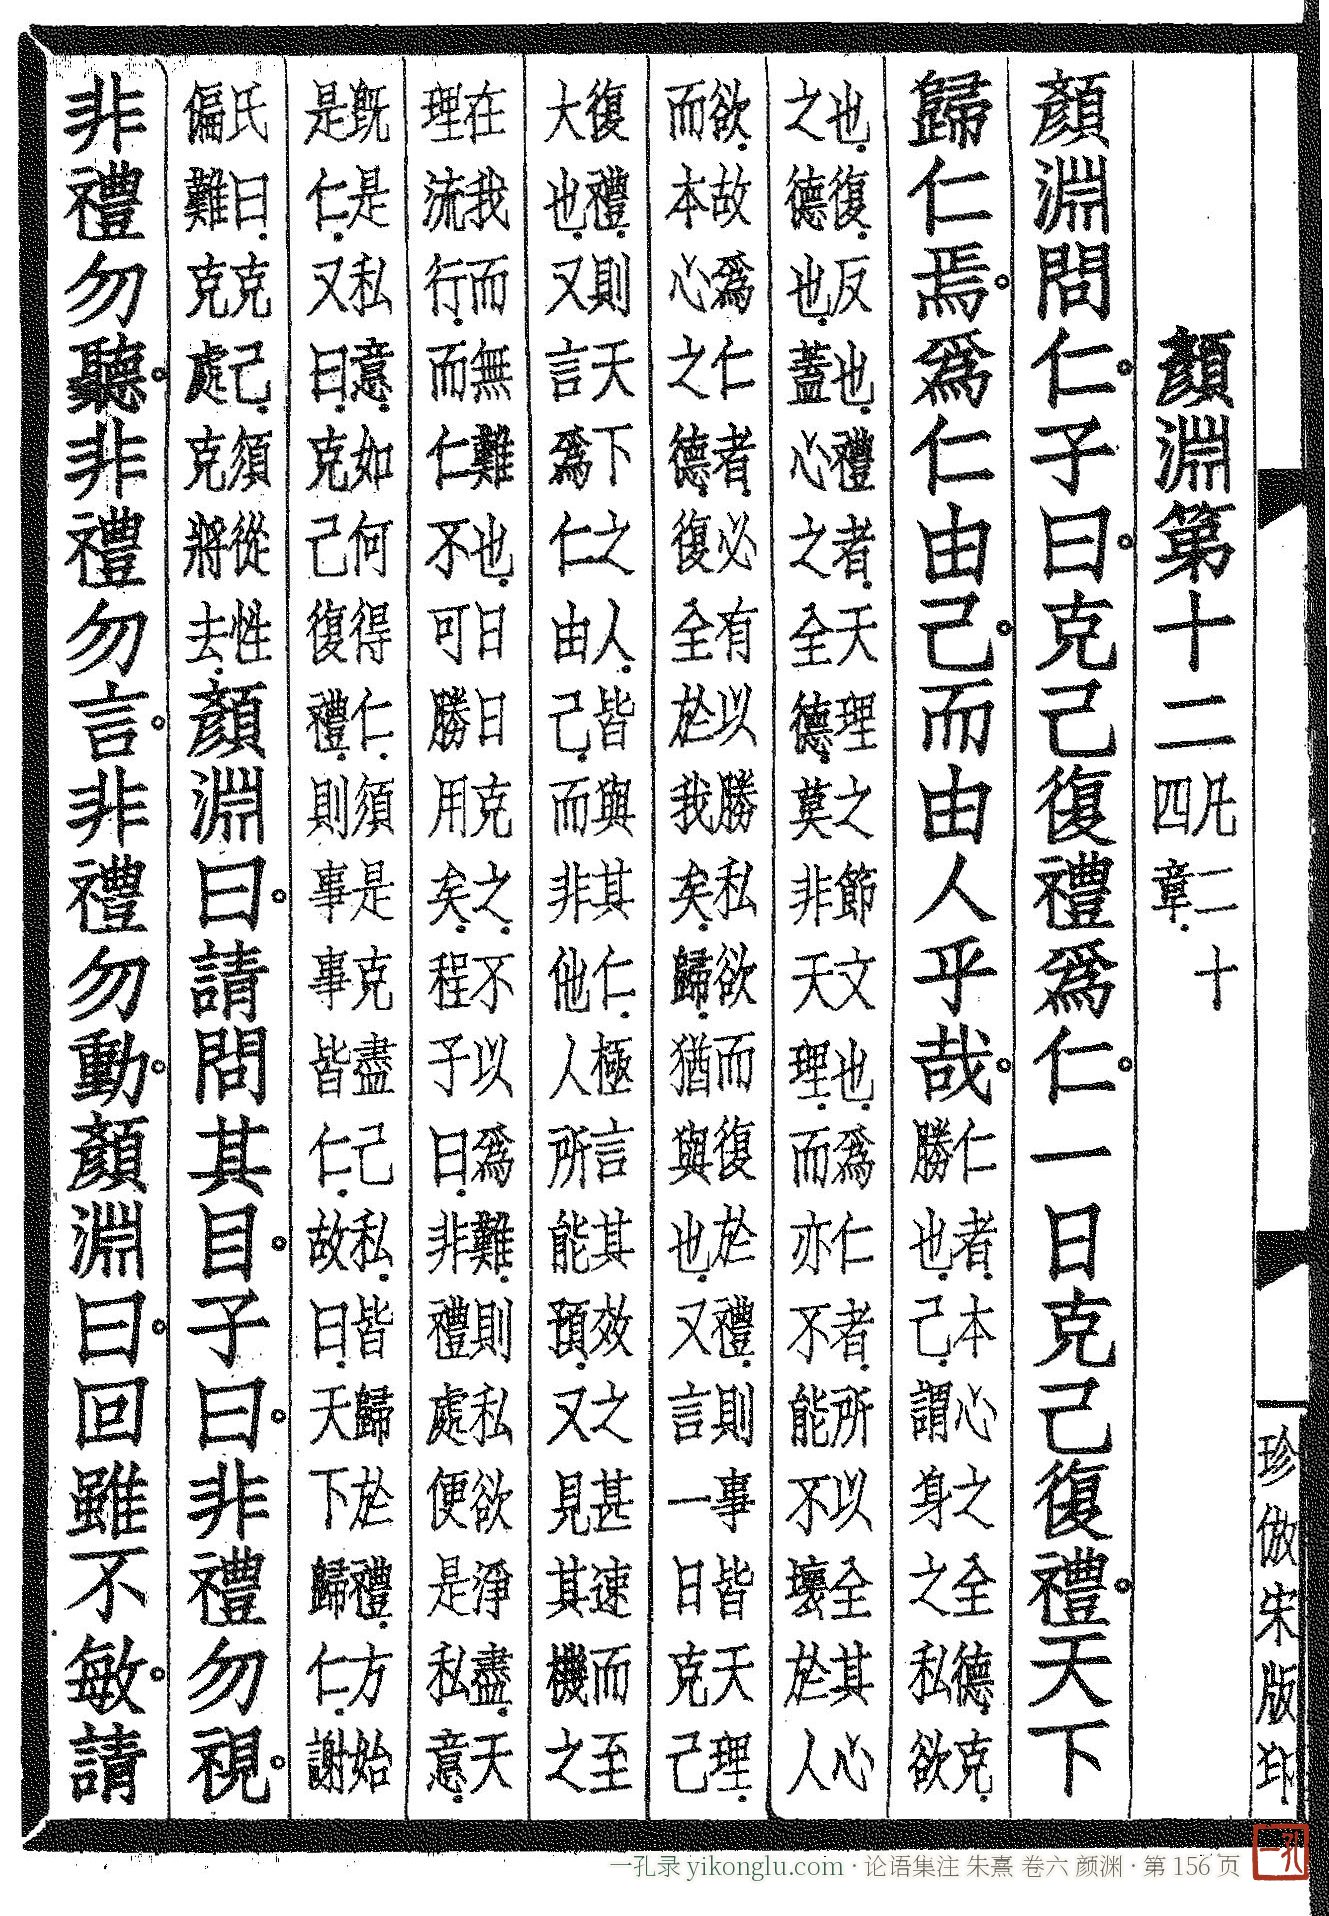 顏淵第十二凡二十四章
顏淵問仁子曰克己復禮爲仁一日克己復禮天下
歸仁焉爲仁由己而由人乎哉仁者本心之全德克勝也己謂身之私欲
也復反也禮者天理之節文也爲仁者所以全其心之德也蓋心之全德莫非天理而亦不能不壞於人
欲故爲仁者必有以勝私欲而復於禮則事皆天理而本心之德復全於我矣歸猶與也又言一日克己
復禮則天下之人皆與其仁極言其效之甚速而至大也又言爲仁由己而非他人所能預又見其機之
在我而無難也日日克之不以爲難則私欲淨盡天理流行而仁不可勝用矣程子曰非禮處便是私意
旣是私意如何得仁須是克盡己私皆歸於禮方始是仁又曰克己復禮則事事皆仁故曰天下歸仁謝
氏曰克己須從性偏難克處克將去顏淵曰請問其目子曰非禮勿視
非禮勿聽非禮勿言非禮勿動顏淵曰回雖不敏請
珍倣宋版印
一孔录 yikonglu.com · 论语集注 朱熹 卷六 颜渊 · 第 156 页
一孔